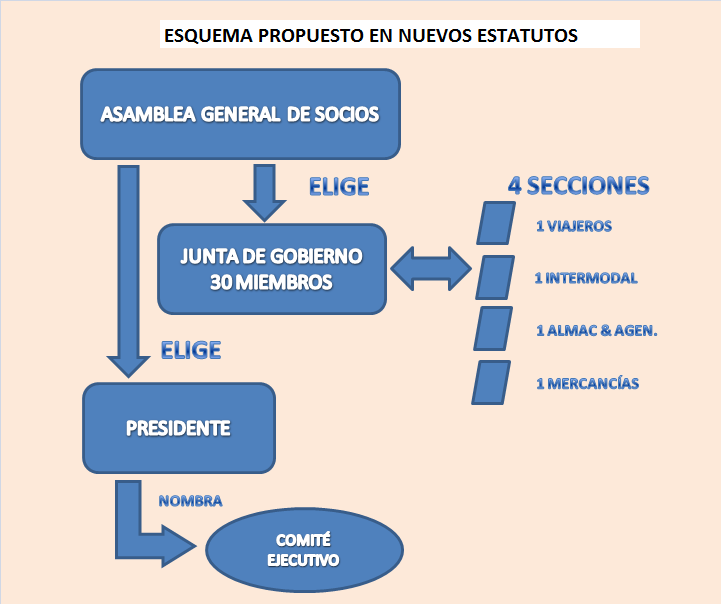 ESQUEMA PROPUESTO EN NUEVOS ESTATUTOS
ASAMBLEA GENERAL DE SOCIOS
ELIGE
4 SECCIONES
1 VIAJEROS
JUNTA DE GOBIERNO
30 MIEMBROS
1 INTERMODAL
1 ALMAC & AGEN.
ELIGE
1 MERCANCÍAS
PRESIDENTE
NOMBRA
COMITÉ
EJECUTIVO